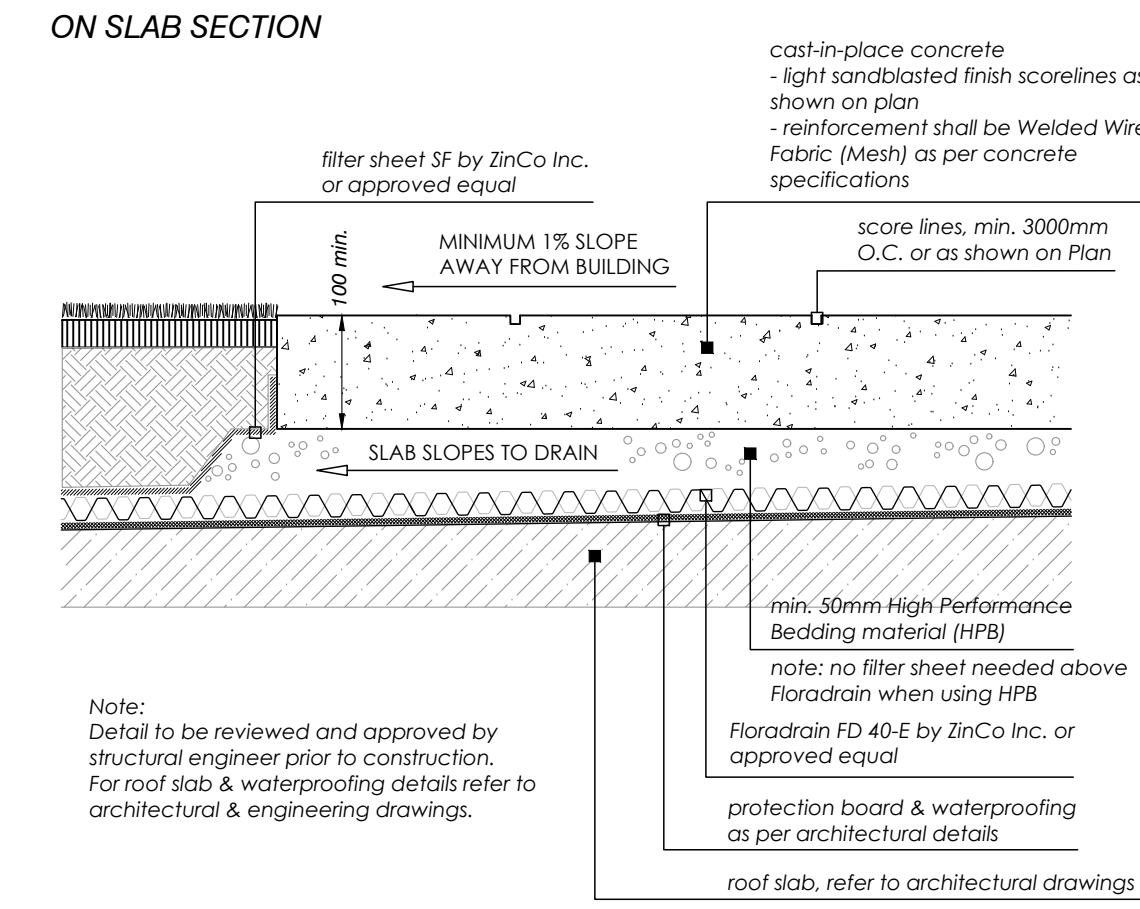 ON SLAB SECTION
cast-in-place concrete
- light sandblasted finish scorelines as
shown on plan
- reinforcement shall be Welded Wire
Fabric (Mesh) as per concrete
specifications
filter sheet SF by ZinCo Inc.
or approved equal
score lines, min. 3000mm
O.C. or as shown on Plan
100 min.
MINIMUM 1% SLOPE
AWAY FROM BUILDING
SLAB SLOPES TO DRAIN
min. 50mm High Performance
Bedding material (HPB)
note: no filter sheet needed above
Floradrain when using HPB
Floradrain FD 40-E by ZinCo Inc. or
approved equal
protection board & waterproofing
as per architectural details
roof slab, refer to architectural drawings
Note:
Detail to be reviewed and approved by
structural engineer prior to construction.
For roof slab & waterproofing details refer to
architectural & engineering drawings.